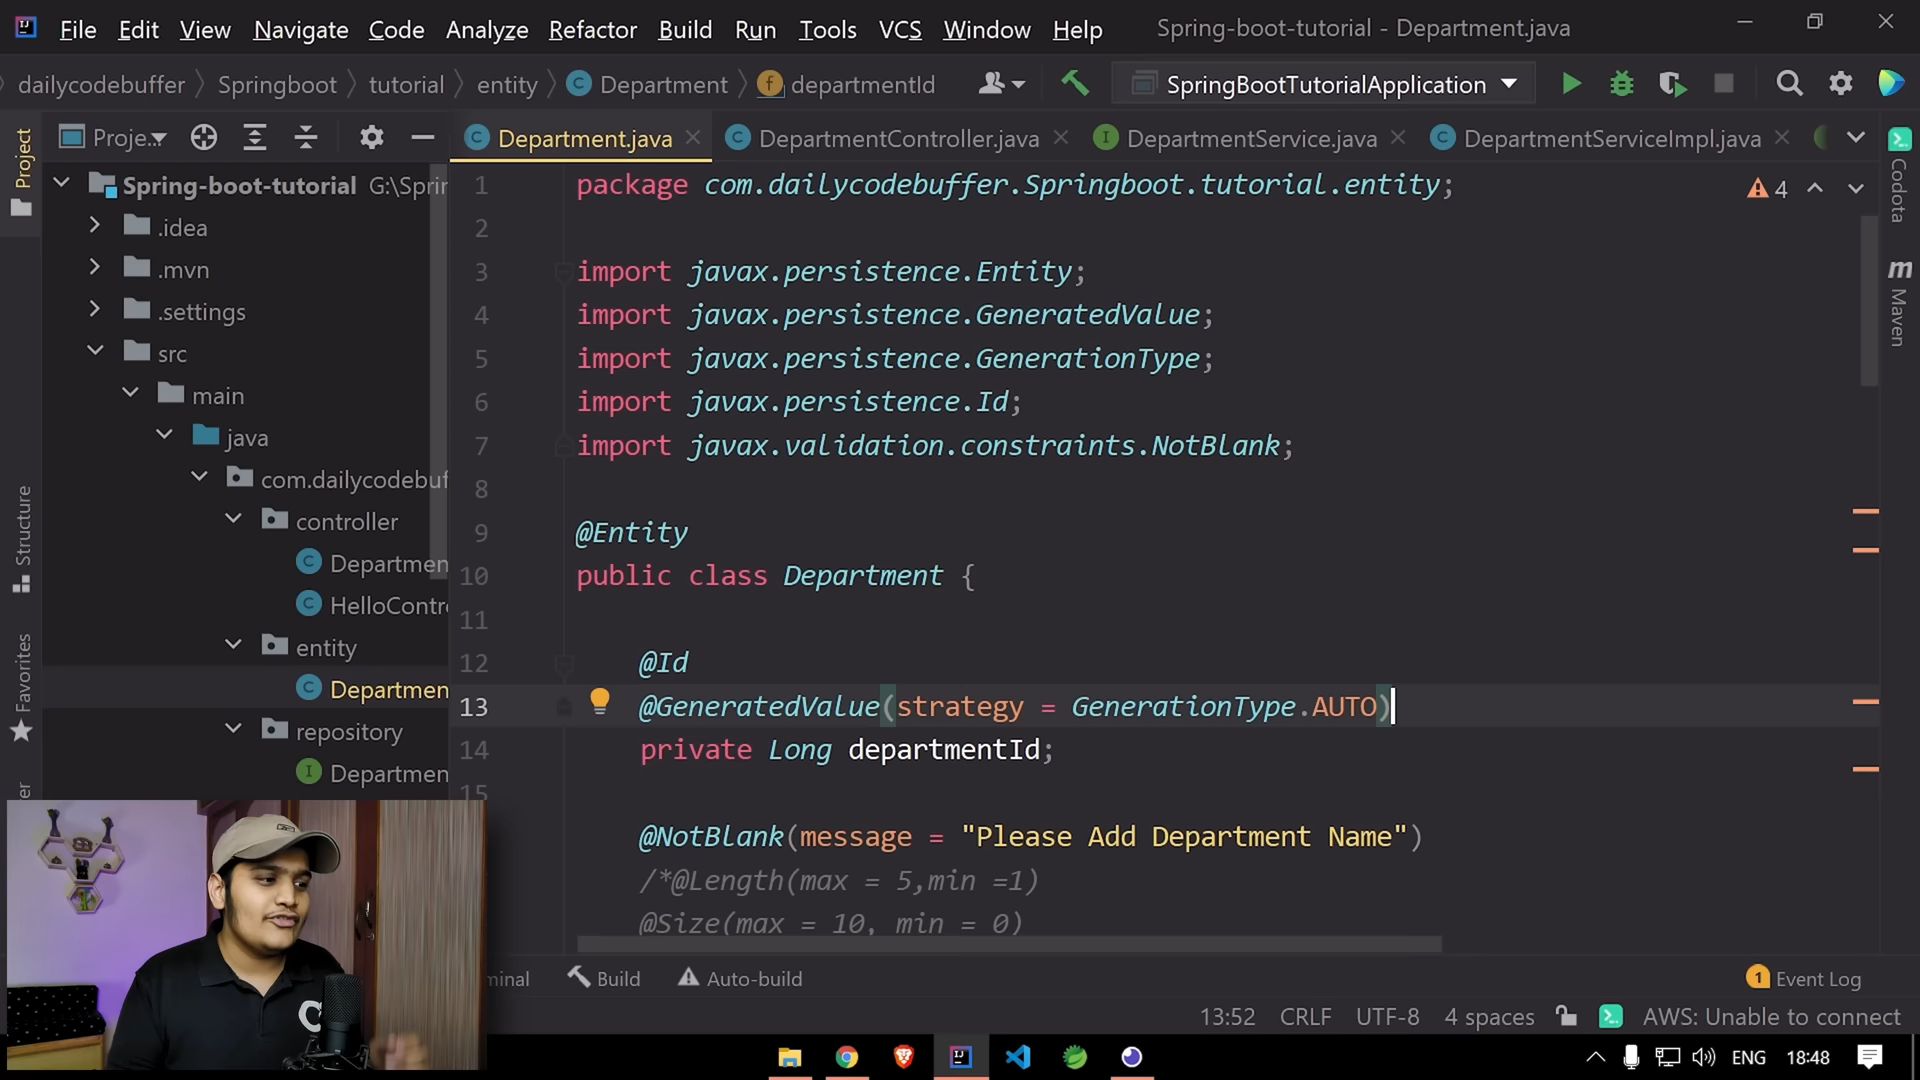 File Edit View Navigate Code Analyze Refactor Build Run Tools VCS Window Help Spring-boot-tutorial - Department.java
dailycodebuffer Springboot tutorial entity Department departmentId SpringBootTutorialApplication
Proje... Department.java DepartmentController.java DepartmentService.java DepartmentServiceImpl.java
Project
Structure
Favorites
Spring-boot-tutorial G:\Sprin
.idea
.mvn
.settings
src
main
java
com.dailycodebuf
controller
Departmen
HelloContr
entity
Departmen
repository
Departmen
1 package com.dailycodebuffer.Springboot.tutorial.entity;
2
3 import javax.persistence.Entity;
4 import javax.persistence.GeneratedValue;
5 import javax.persistence.GenerationType;
6 import javax.persistence.Id;
7 import javax.validation.constraints.NotBlank;
8
9 @Entity
10 public class Department {
11
12 @Id
13 @GeneratedValue(strategy = GenerationType.AUTO)
14 private Long departmentId;
15
@NotBlank(message = "Please Add Department Name")
/*@Length(max = 5,min =1)
@Size(max = 10, min = 0)
4
Codota
m Maven
minal Build Auto-build 1 Event Log
13:52 CRLF UTF-8 4 spaces AWS: Unable to connect
ENG 18:48